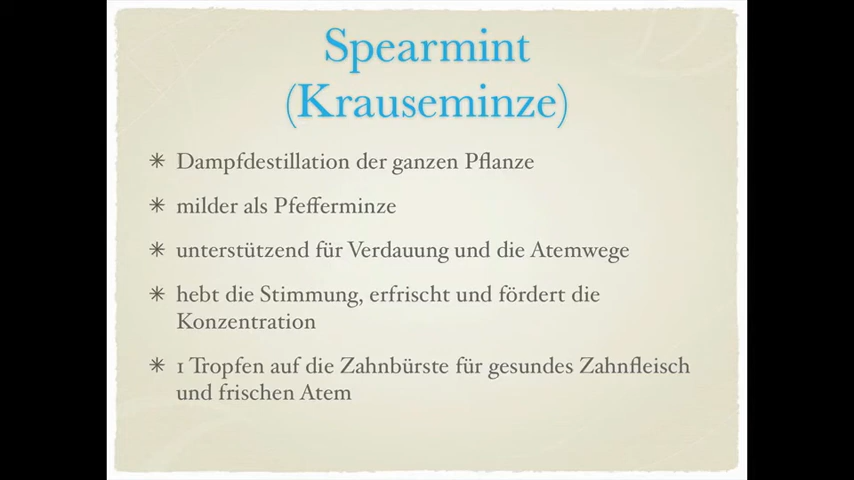 Spearmint
(Krauseminze)
✳ Dampfdestillation der ganzen Pflanze
✳ milder als Pfefferminze
✳ unterstützend für Verdauung und die Atemwege
✳ hebt die Stimmung, erfrischt und fördert die
Konzentration
✳ 1 Tropfen auf die Zahnbürste für gesundes Zahnfleisch
und frischen Atem